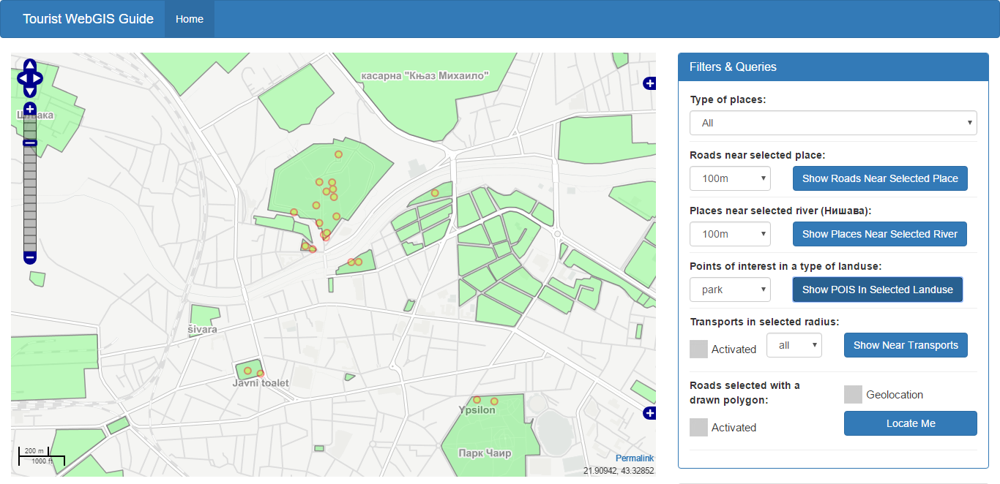 Tourist WebGIS Guide
Home
касарна "Књаз Михаило"
šivara
Javni toalet
Ypsilon
Парк Чаир
200 m
1000 ft
Permalink
21.90942, 43.32852
Filters & Queries
Type of places:
All
Roads near selected place:
100m
Show Roads Near Selected Place
Places near selected river (Нишава):
100m
Show Places Near Selected River
Points of interest in a type of landuse:
park
Show POIS In Selected Landuse
Transports in selected radius:
Activated
all
Show Near Transports
Roads selected with a
drawn polygon:
Geolocation
Activated
Locate Me